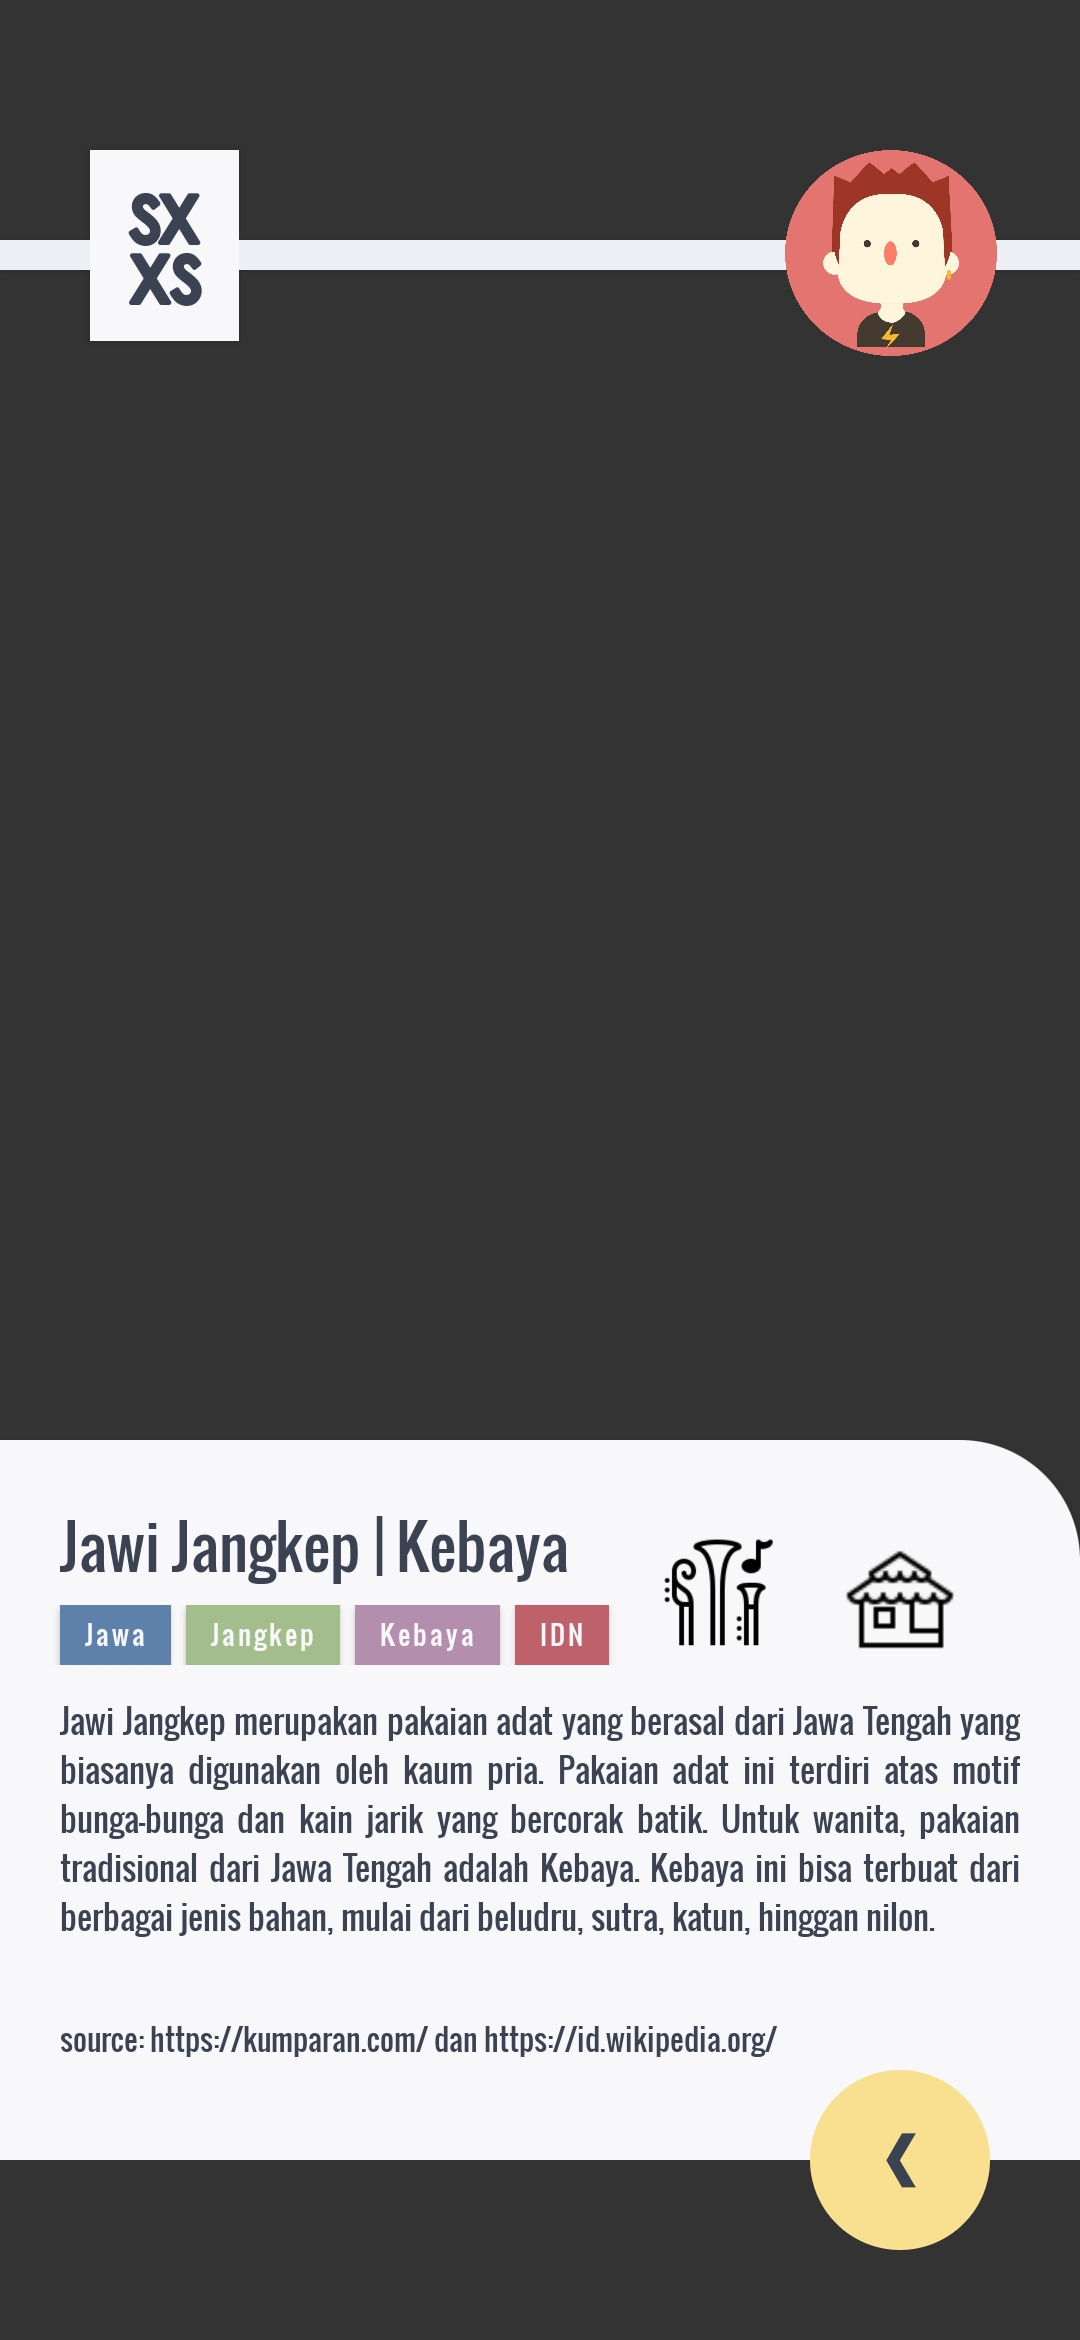 SX
XS
Jawi Jangkep | Kebaya
Jawa Jangkep Kebaya IDN
Jawi Jangkep merupakan pakaian adat yang berasal dari Jawa Tengah yang
biasanya digunakan oleh kaum pria. Pakaian adat ini terdiri atas motif
bunga-bunga dan kain jarik yang bercorak batik. Untuk wanita, pakaian
tradisional dari Jawa Tengah adalah Kebaya. Kebaya ini bisa terbuat dari
berbagai jenis bahan, mulai dari beludru, sutra, katun, hinggan nilon.
source: https://kumparan.com/ dan https://id.wikipedia.org/